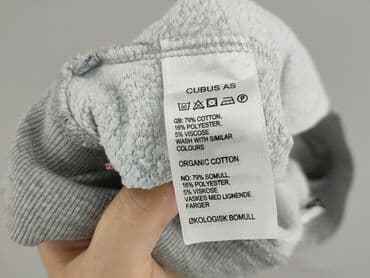 CUBUS AS
GB: 79% COTTON,
16% POLYESTER,
5% VISCOSE
WASH WITH SIMILAR
COLOURS
ORGANIC COTTON
NO: 79% BOMULL,
16% POLYESTER,
5% VISKOSE
VASKES MED LIGNENDE
FARGER
ØKOLOGISK BOMULL